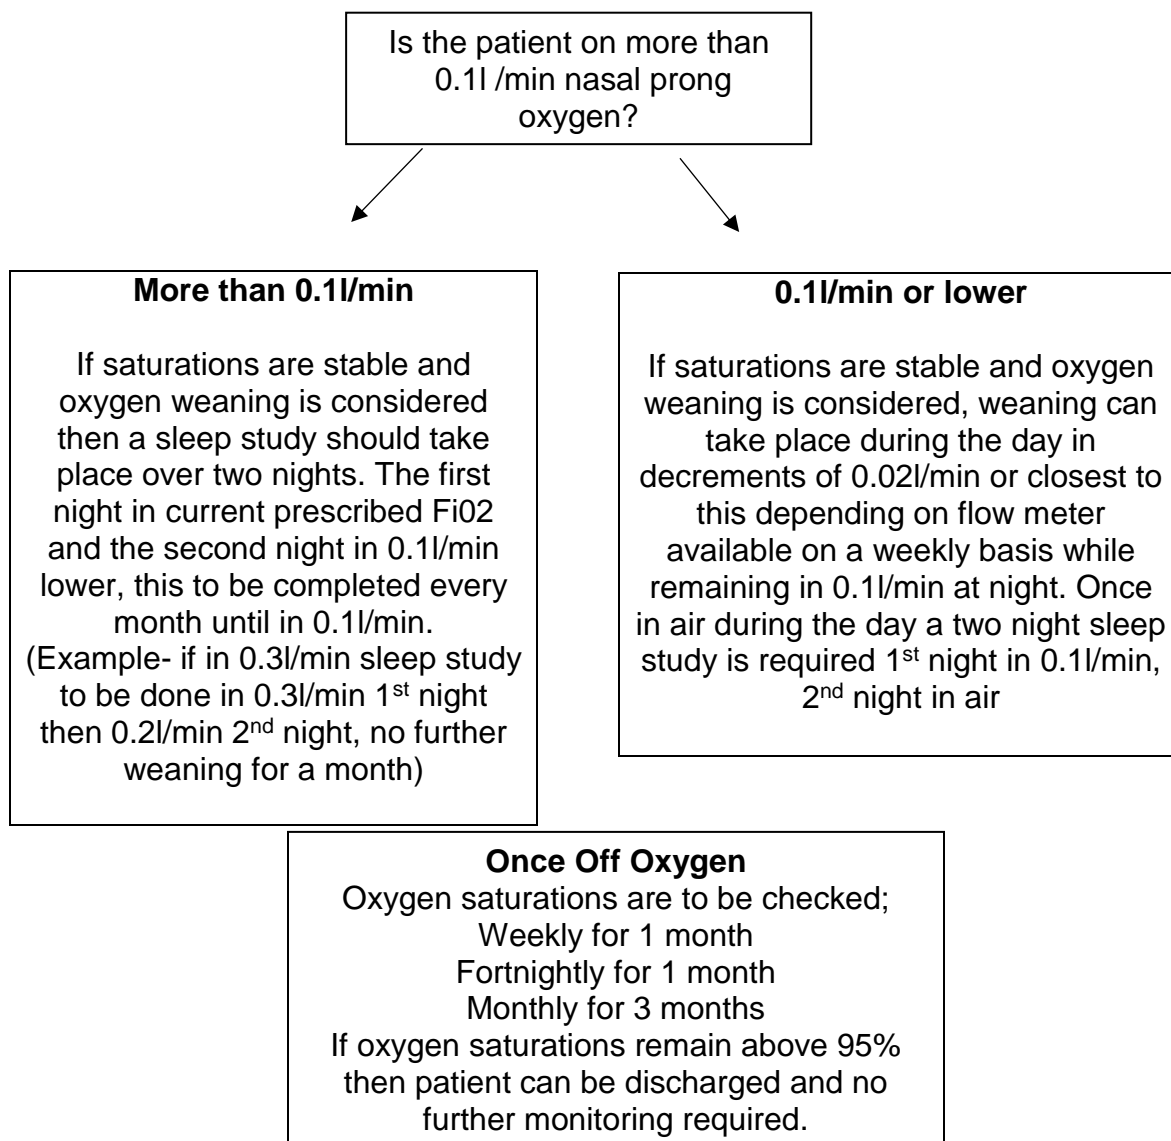 Is the patient on more than
0.1l /min nasal prong
oxygen?
More than 0.1l/min
If saturations are stable and
oxygen weaning is considered
then a sleep study should take
place over two nights. The first
night in current prescribed Fi02
and the second night in 0.1l/min
lower, this to be completed every
month until in 0.1l/min.
(Example- if in 0.3l/min sleep study
to be done in 0.3l/min 1st night
then 0.2l/min 2nd night, no further
weaning for a month)
0.1l/min or lower
If saturations are stable and oxygen
weaning is considered, weaning can
take place during the day in
decrements of 0.02l/min or closest to
this depending on flow meter
available on a weekly basis while
remaining in 0.1l/min at night. Once
in air during the day a two night sleep
study is required 1st night in 0.1l/min,
2nd night in air
Once Off Oxygen
Oxygen saturations are to be checked;
Weekly for 1 month
Fortnightly for 1 month
Monthly for 3 months
If oxygen saturations remain above 95%
then patient can be discharged and no
further monitoring required.